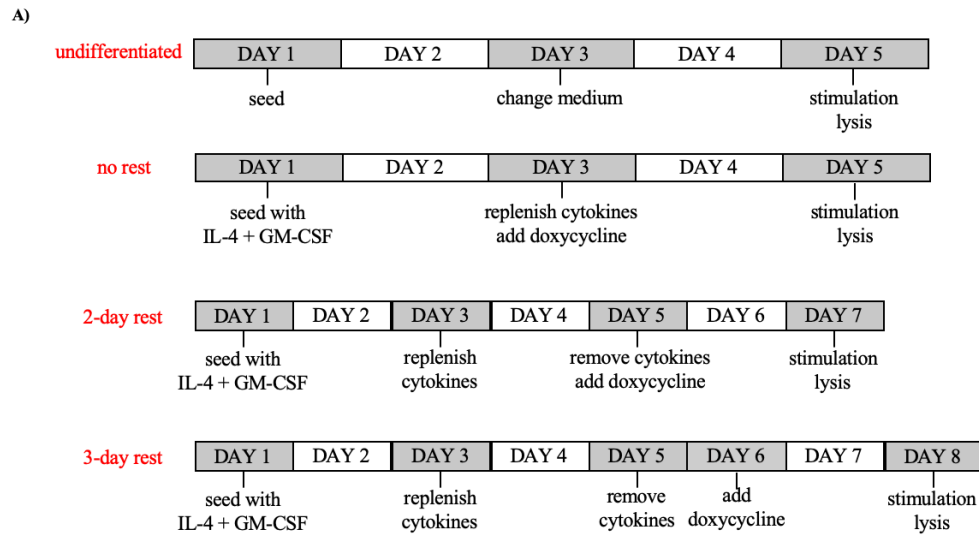 A)
undifferentiated
DAY 1 DAY 2 DAY 3 DAY 4 DAY 5
seed change medium stimulation
lysis
no rest
DAY 1 DAY 2 DAY 3 DAY 4 DAY 5
seed with replenish cytokines stimulation
IL-4 + GM-CSF add doxycycline lysis
2-day rest
DAY 1 DAY 2 DAY 3 DAY 4 DAY 5 DAY 6 DAY 7
seed with replenish remove cytokines stimulation
IL-4 + GM-CSF cytokines add doxycycline lysis
3-day rest
DAY 1 DAY 2 DAY 3 DAY 4 DAY 5 DAY 6 DAY 7 DAY 8
seed with replenish remove add stimulation
IL-4 + GM-CSF cytokines cytokines doxycycline lysis